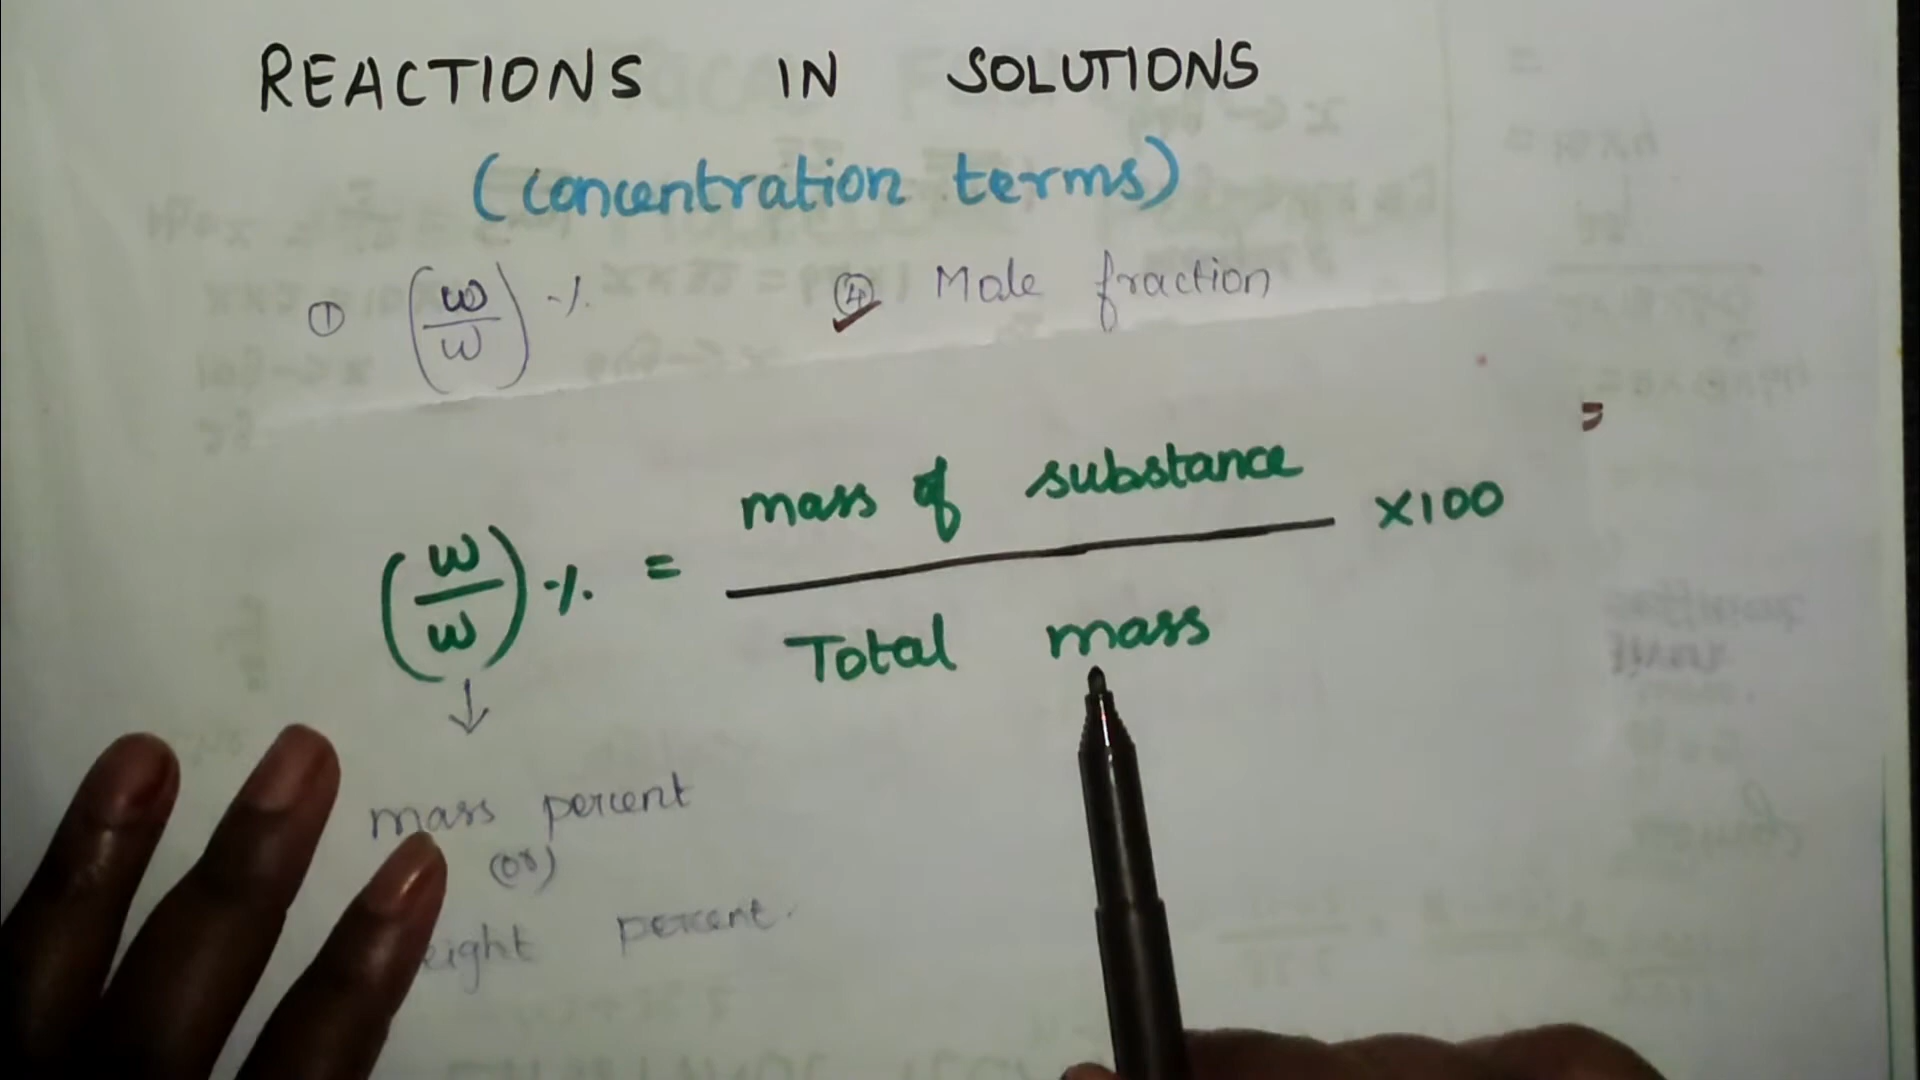 REACTIONS IN SOLUTIONS
(concentration terms)
① (w/w) % ④ Mole fraction
(w/w) % = mass of substance / Total mass ×100
mass percent
(or)
eight percent.